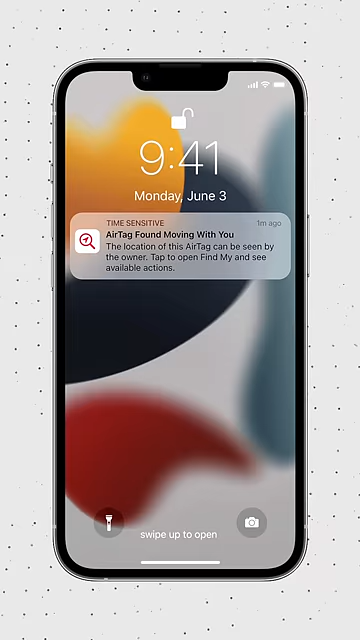 9:41
Monday, June 3
TIME SENSITIVE 1m ago
AirTag Found Moving With You
The location of this AirTag can be seen by
the owner. Tap to open Find My and see
available actions.
swipe up to open